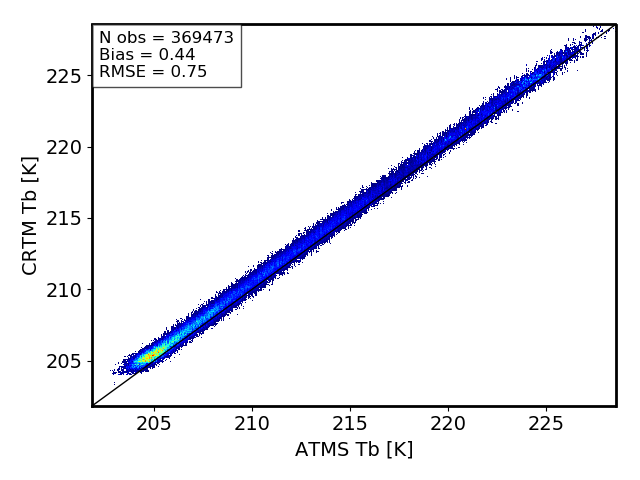 N obs = 369473
Bias = 0.44
RMSE = 0.75
225
220
215
210
205
CRTM Tb [K]
205 210 215 220 225
ATMS Tb [K]